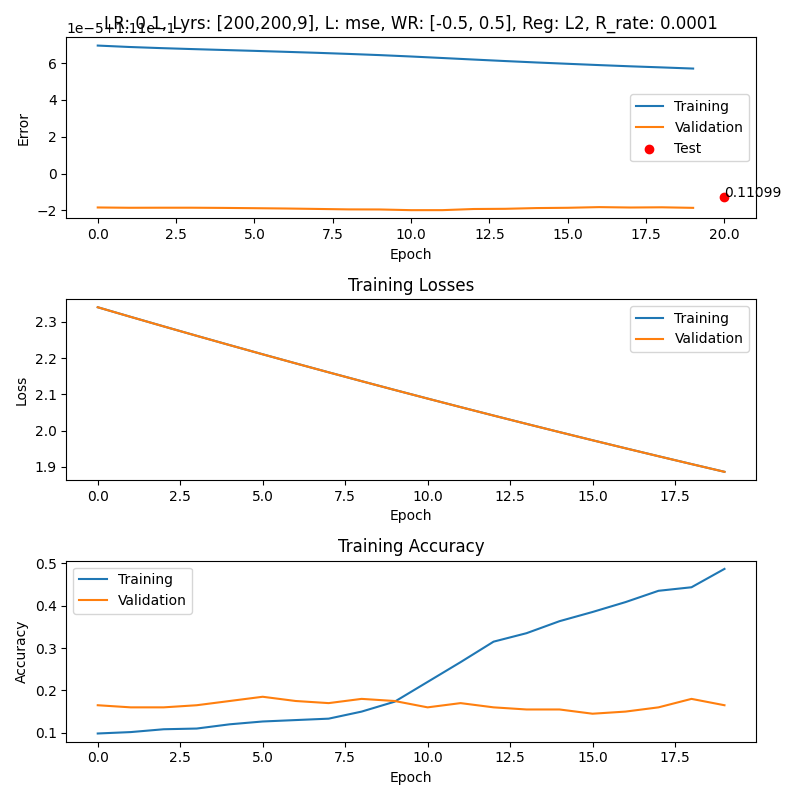 LR: 0.1, Lyrs: [200,200,9], L: mse, WR: [-0.5, 0.5], Reg: L2, R_rate: 0.0001
1e−5+1.11e−1
6
4
2
0
−2
Error
Training
Validation
Test
0.11099
0.0 2.5 5.0 7.5 10.0 12.5 15.0 17.5 20.0
Epoch
Training Losses
2.3
2.2
2.1
2.0
1.9
Loss
Training
Validation
0.0 2.5 5.0 7.5 10.0 12.5 15.0 17.5
Epoch
Training Accuracy
0.5
0.4
0.3
0.2
0.1
Accuracy
Training
Validation
0.0 2.5 5.0 7.5 10.0 12.5 15.0 17.5
Epoch